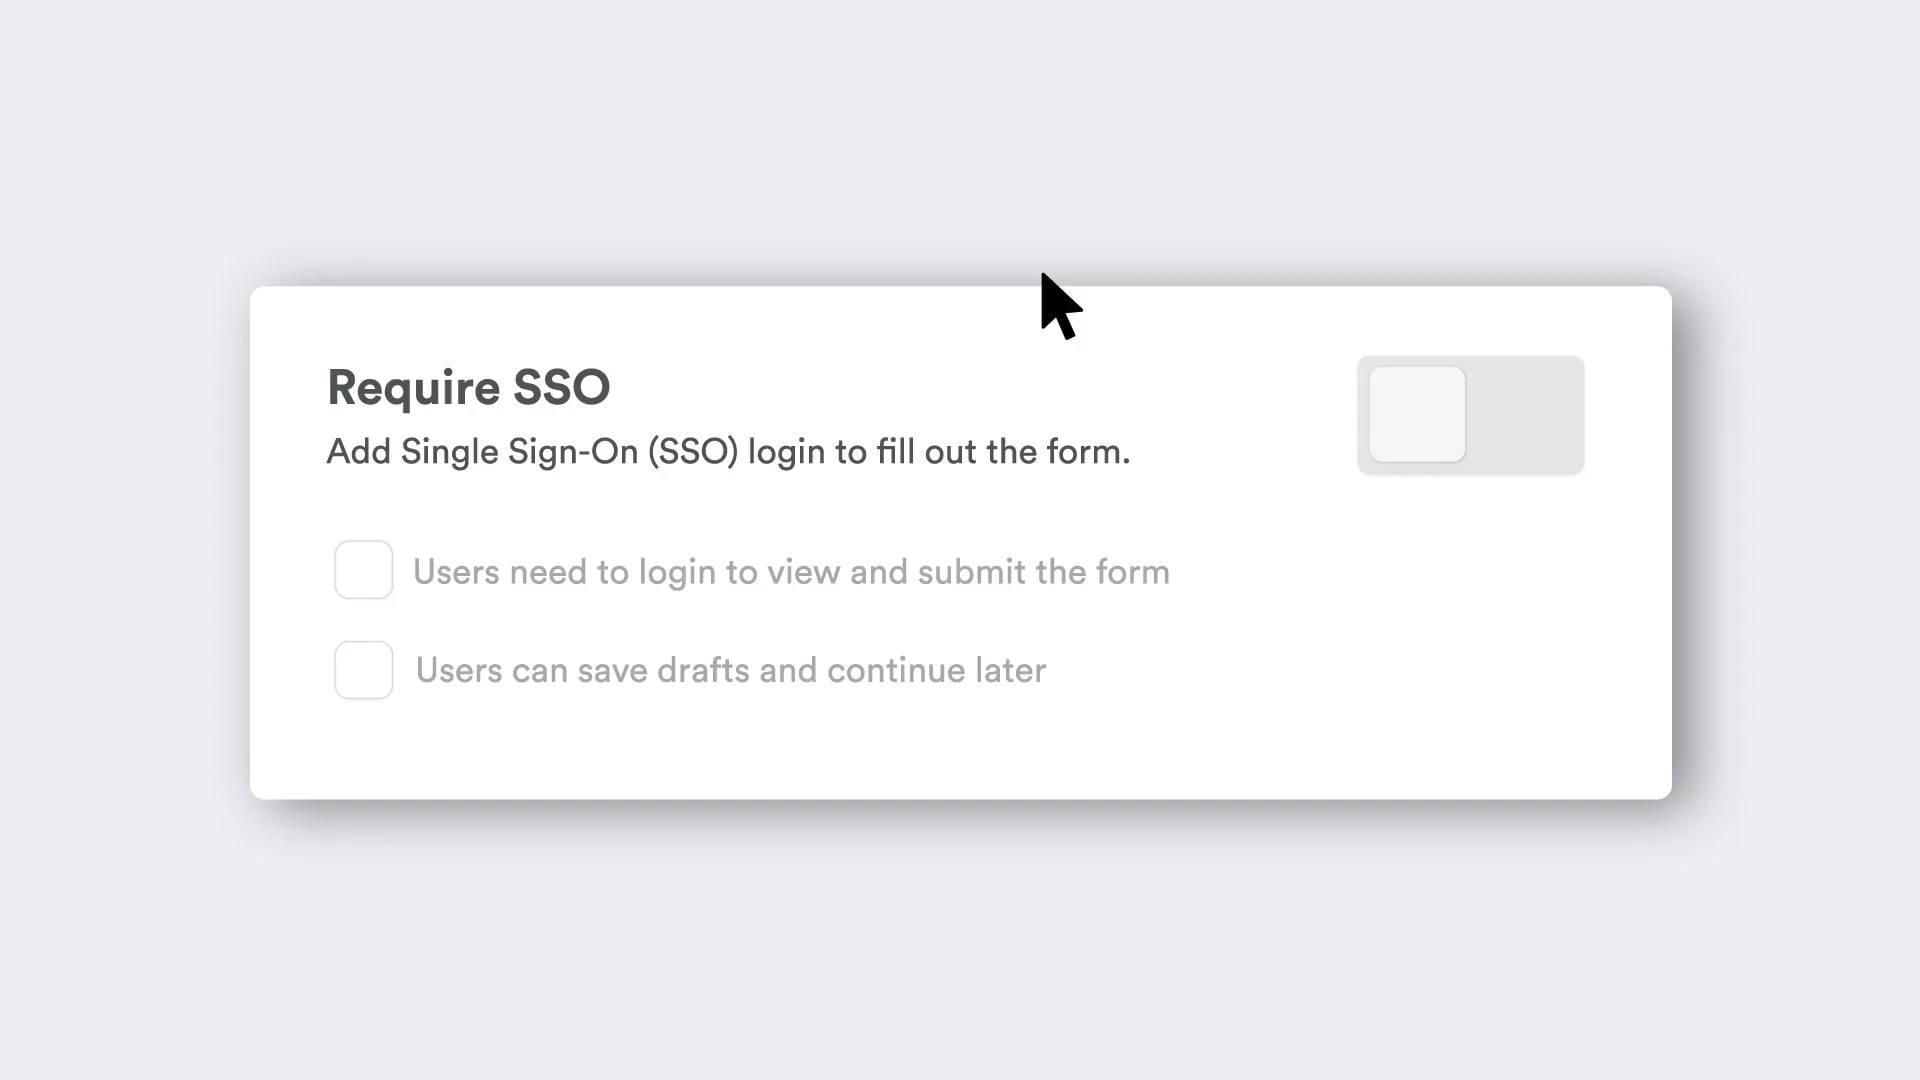 Require SSO
Add Single Sign-On (SSO) login to fill out the form.
Users need to login to view and submit the form
Users can save drafts and continue later